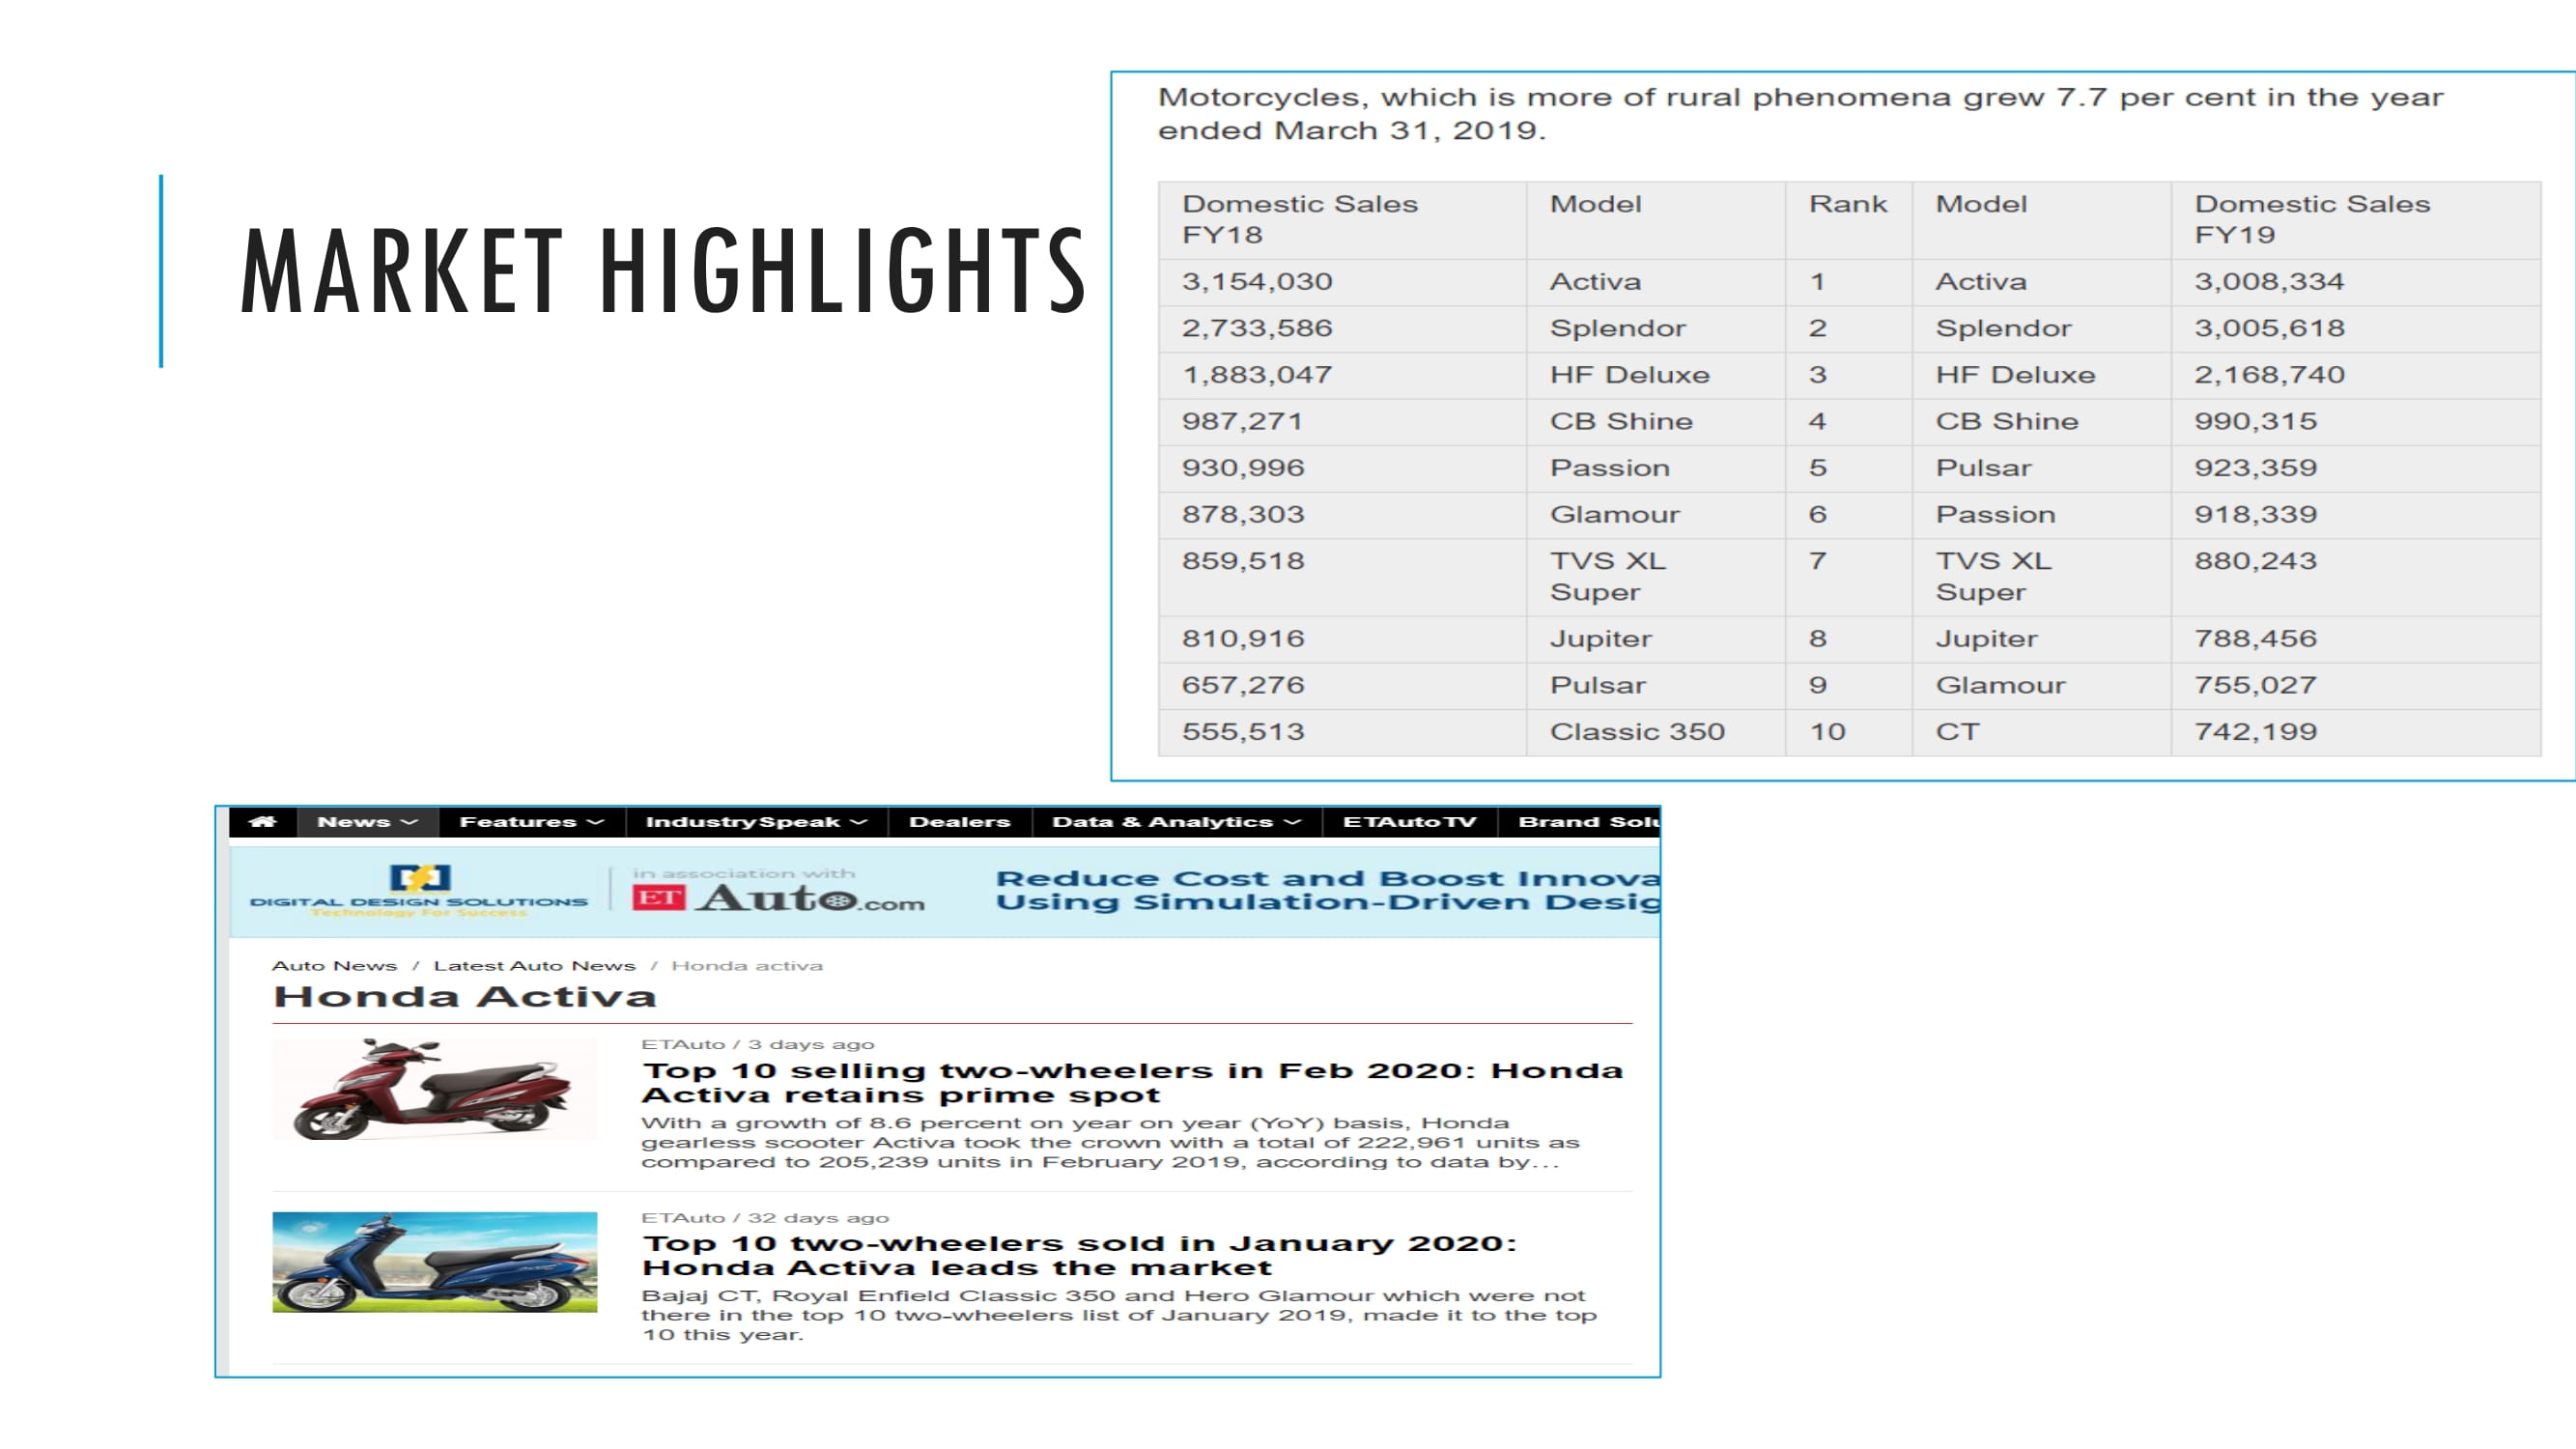 MARKET HIGHLIGHTS
Motorcycles, which is more of rural phenomena grew 7.7 per cent in the year
ended March 31, 2019.
Domestic Sales FY18 Model Rank Model Domestic Sales FY19
3,154,030 Activa 1 Activa 3,008,334
2,733,586 Splendor 2 Splendor 3,005,618
1,883,047 HF Deluxe 3 HF Deluxe 2,168,740
987,271 CB Shine 4 CB Shine 990,315
930,996 Passion 5 Pulsar 923,359
878,303 Glamour 6 Passion 918,339
859,518 TVS XL Super 7 TVS XL Super 880,243
810,916 Jupiter 8 Jupiter 788,456
657,276 Pulsar 9 Glamour 755,027
555,513 Classic 350 10 CT 742,199
News Features IndustrySpeak Dealers Data & Analytics ETAutoTV Brand Solu
DIGITAL DESIGN SOLUTIONS
Technology For Success
in association with
ET Auto.com
Reduce Cost and Boost Innova
Using Simulation-Driven Desig
Auto News / Latest Auto News / Honda activa
Honda Activa
ETAuto / 3 days ago
Top 10 selling two-wheelers in Feb 2020: Honda
Activa retains prime spot
With a growth of 8.6 percent on year on year (YoY) basis, Honda
gearless scooter Activa took the crown with a total of 222,961 units as
compared to 205,239 units in February 2019, according to data by...
ETAuto / 32 days ago
Top 10 two-wheelers sold in January 2020:
Honda Activa leads the market
Bajaj CT, Royal Enfield Classic 350 and Hero Glamour which were not
there in the top 10 two-wheelers list of January 2019, made it to the top
10 this year.